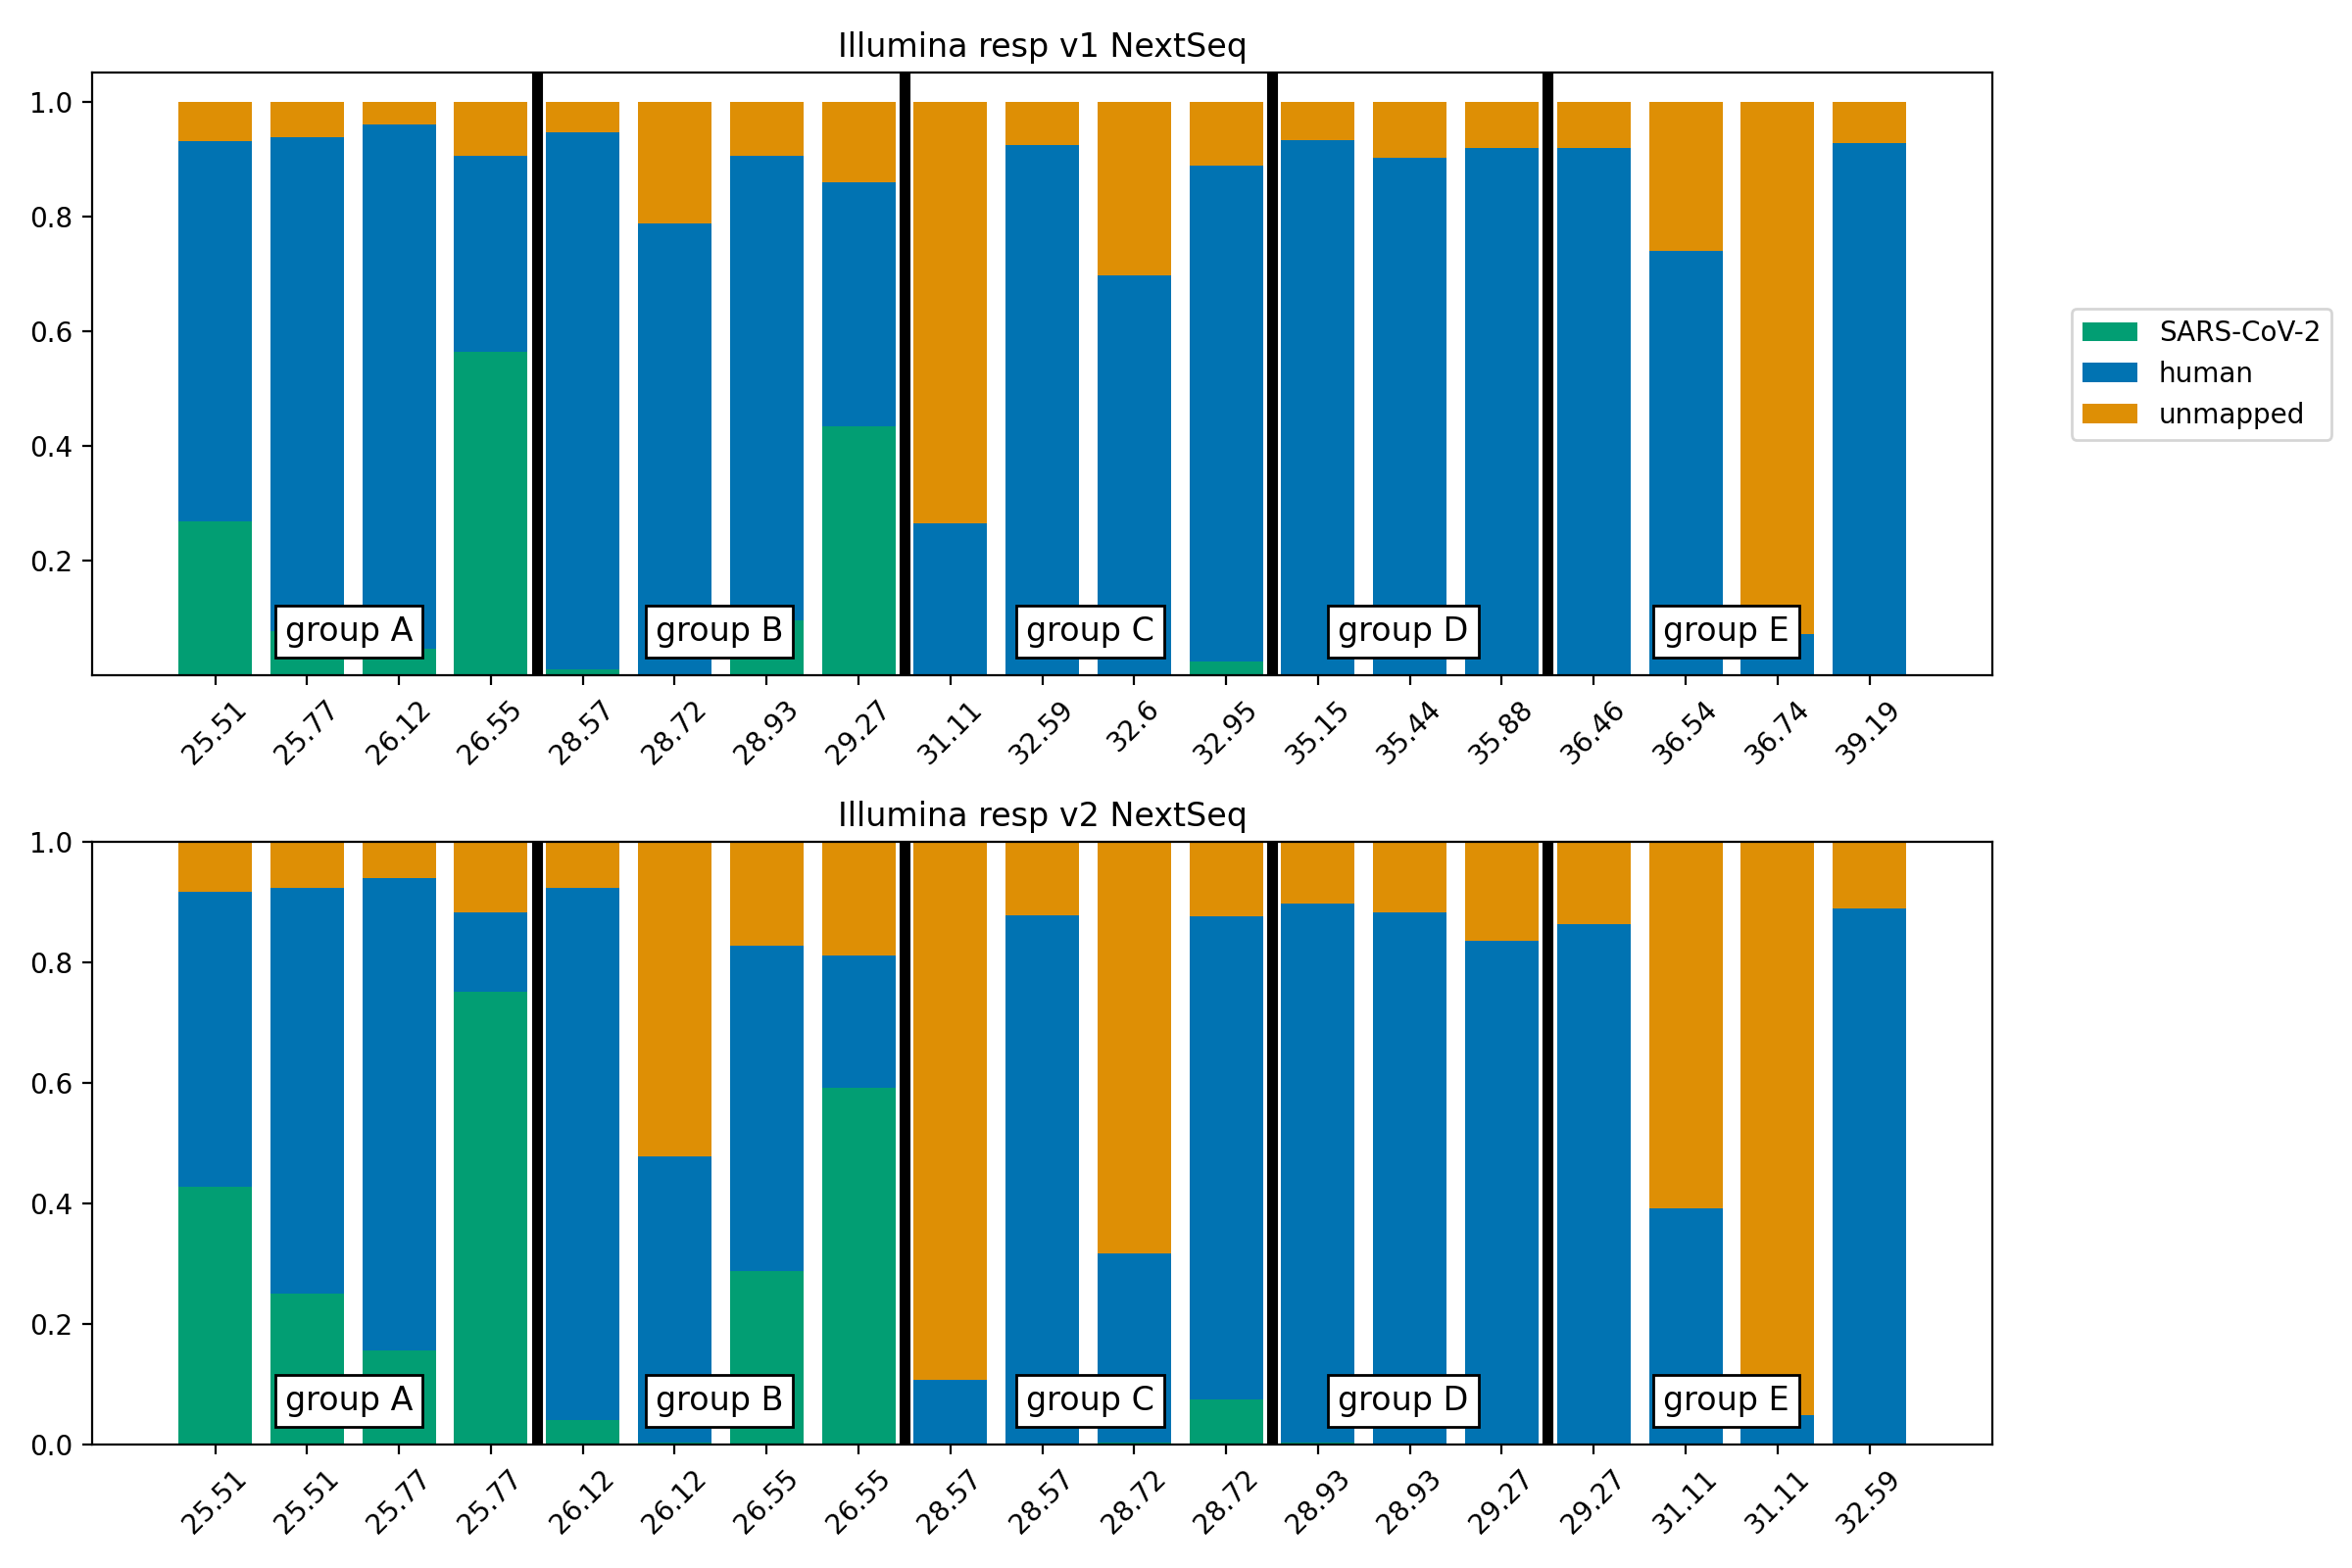 Illumina resp v1 NextSeq
1.0
0.8
0.6
0.4
0.2
SARS-CoV-2
human
unmapped
group A
group B
group C
group D
group E
25.51 25.77 26.12 26.55 28.57 28.72 28.93 29.27 31.11 32.59 32.6 32.95 35.15 35.44 35.88 36.46 36.54 36.74 39.19
Illumina resp v2 NextSeq
1.0
0.8
0.6
0.4
0.2
0.0
group A
group B
group C
group D
group E
25.51 25.51 25.77 25.77 26.12 26.12 26.55 26.55 28.57 28.57 28.72 28.72 28.93 28.93 29.27 29.27 31.11 31.11 32.59